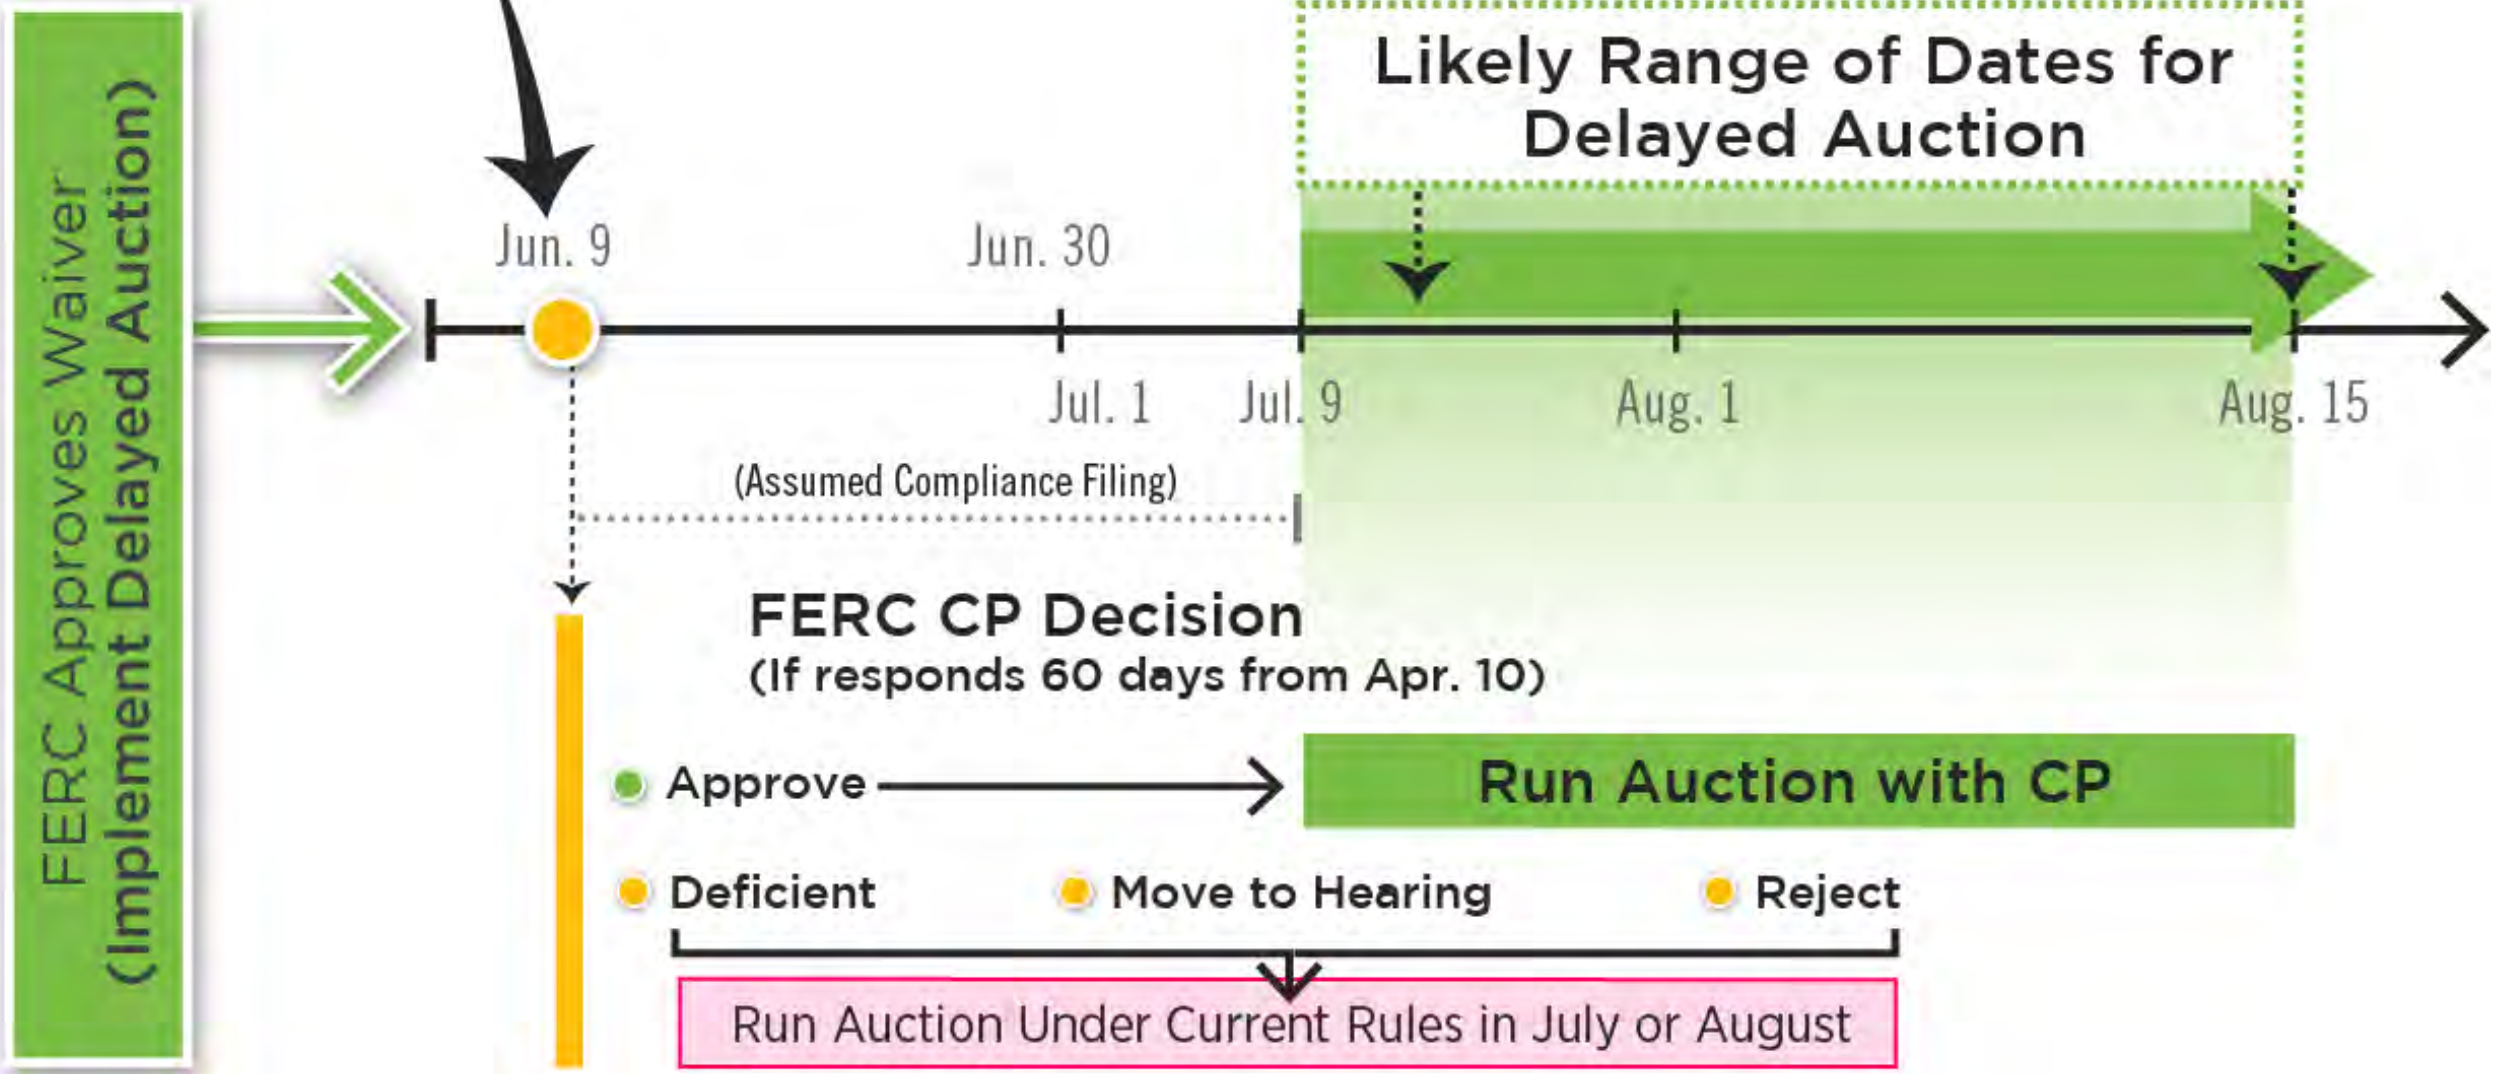 FERC Approves Waiver
(Implement Delayed Auction)
Likely Range of Dates for
Delayed Auction
Jun. 9
Jun. 30
Jul. 1
Jul. 9
Aug. 1
Aug. 15
(Assumed Compliance Filing)
FERC CP Decision
(If responds 60 days from Apr. 10)
Approve
Run Auction with CP
Deficient
Move to Hearing
Reject
Run Auction Under Current Rules in July or August